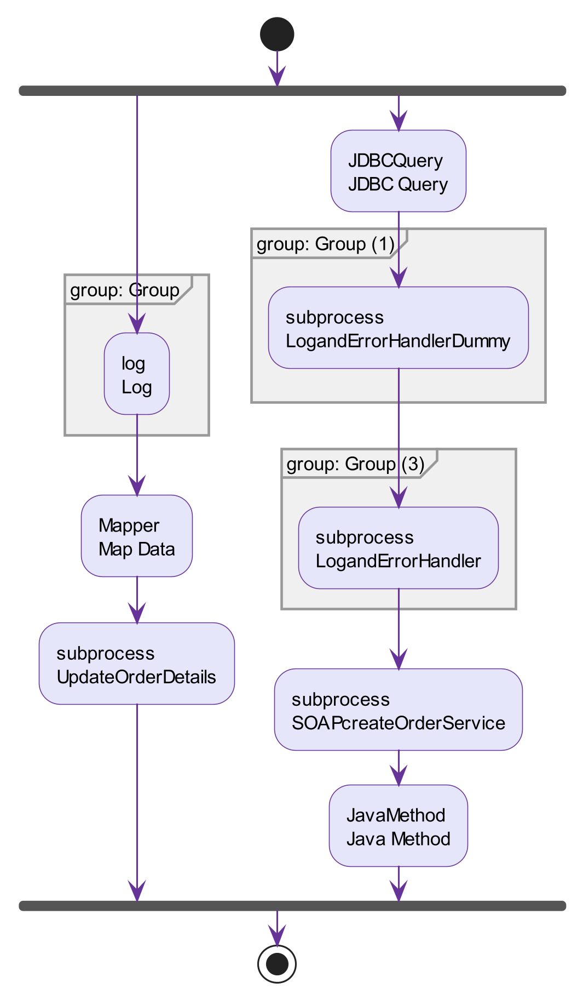 JDBCQuery
JDBC Query
group: Group (1)
group: Group
subprocess
LogandErrorHandlerDummy
log
Log
group: Group (3)
Mapper
Map Data
subprocess
LogandErrorHandler
subprocess
UpdateOrderDetails
subprocess
SOAPcreateOrderService
JavaMethod
Java Method